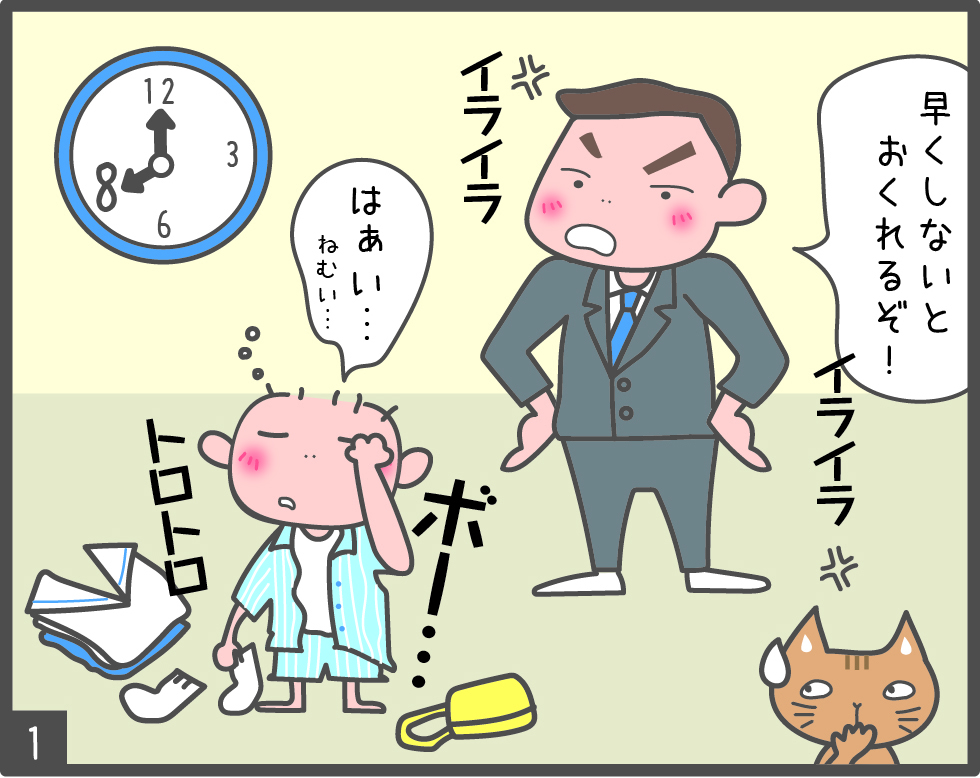 早くしないと
おくれるぞ！
イライラ
イライラ
はぁい…
ねむい…
トロトロ
ボー…
12
3
6
8
1